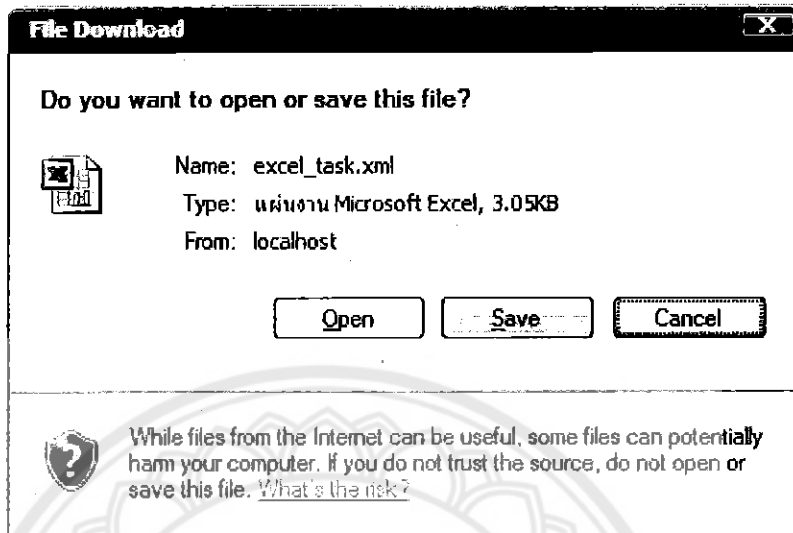 File Download
Do you want to open or save this file?
Name: excel_task.xml
Type: แผ่นงาน Microsoft Excel, 3.05KB
From: localhost
Open Save Cancel
While files from the Internet can be useful, some files can potentially
harm your computer. If you do not trust the source, do not open or
save this file. What's the risk?